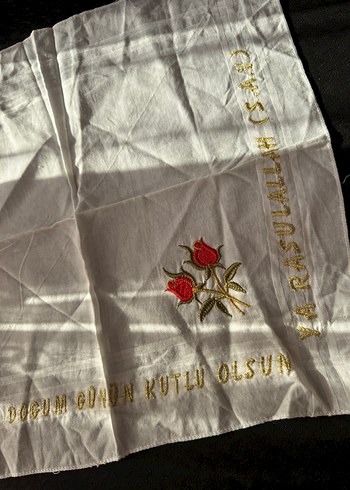 DOĞUM GÜNÜN KUTLU OLSUN
YA RASULALLAH (S.A.V)